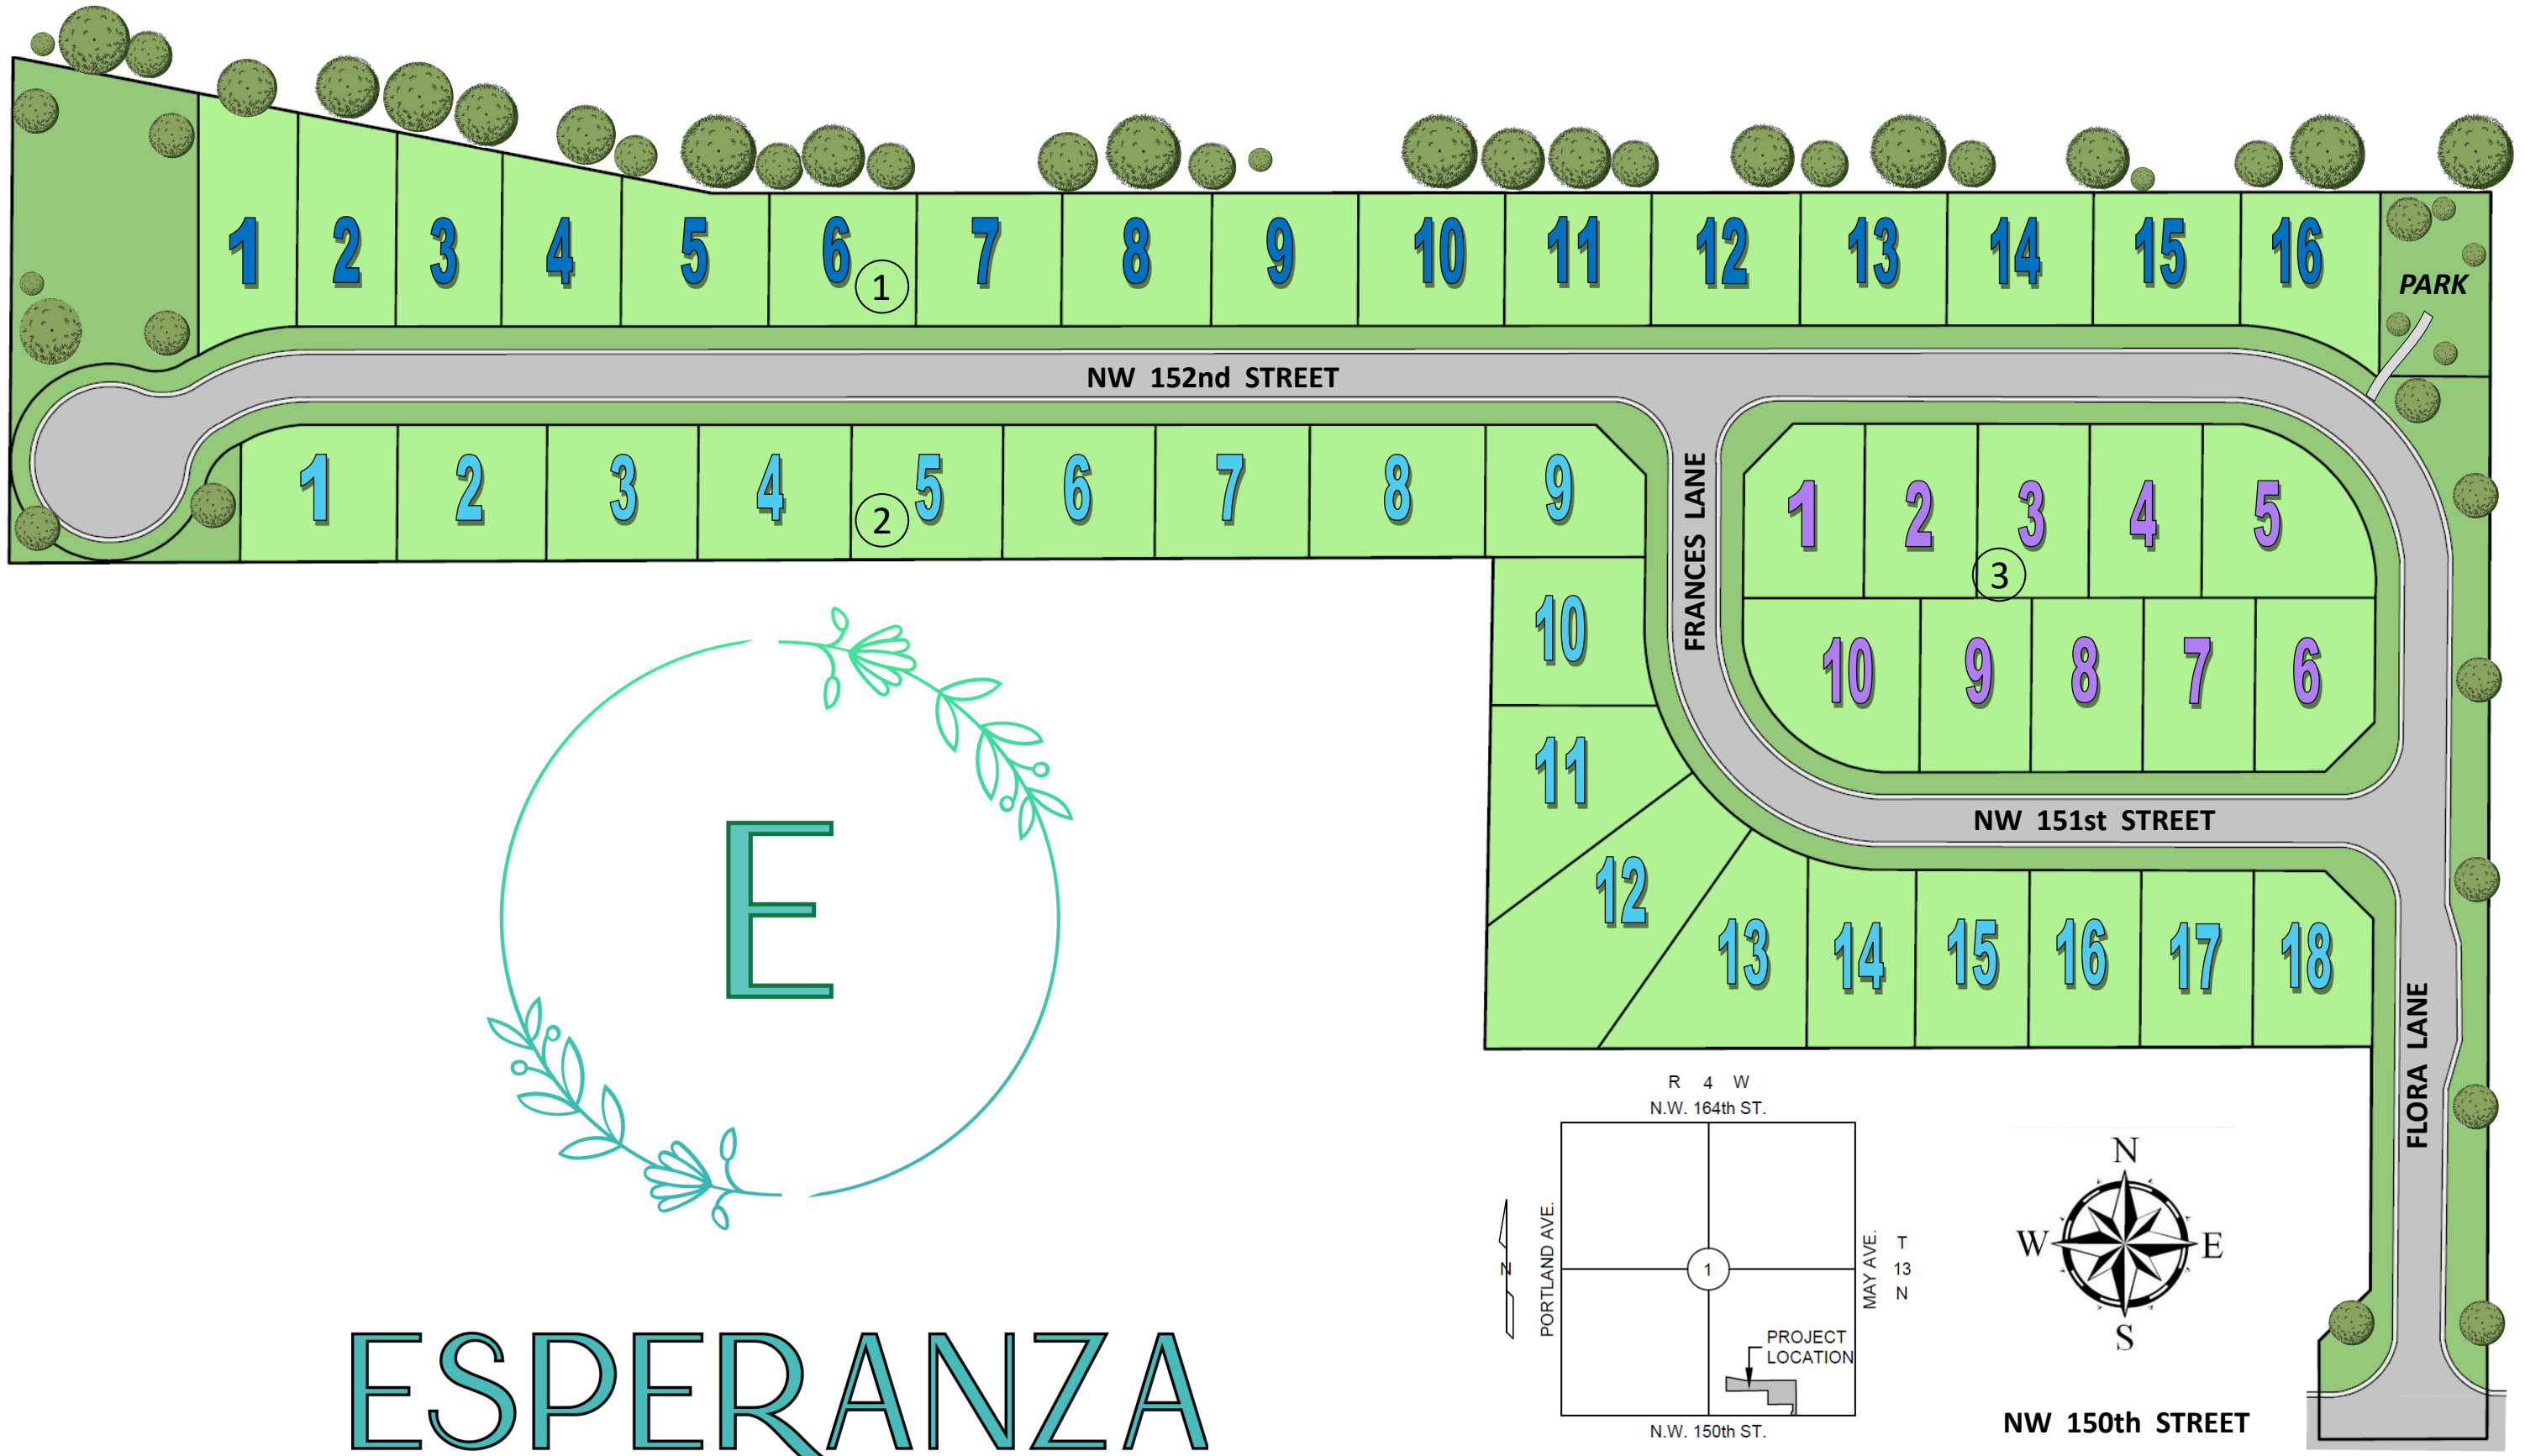 1 2 3 4 5 6 7 8 9 10 11 12 13 14 15 16
PARK
1
NW 152nd STREET
1 2 3 4 5 6 7 8 9
2
FRANCES LANE
1 2 3 4 5
3
10 9 8 7 6
10
11
12
NW 151st STREET
13 14 15 16 17 18
FLORA LANE
E
ESPERANZA
R 4 W
N.W. 164th ST.
PORTLAND AVE.
N
1
MAY AVE.
T
13
N
PROJECT
LOCATION
N.W. 150th ST.
N
W E
S
NW 150th STREET